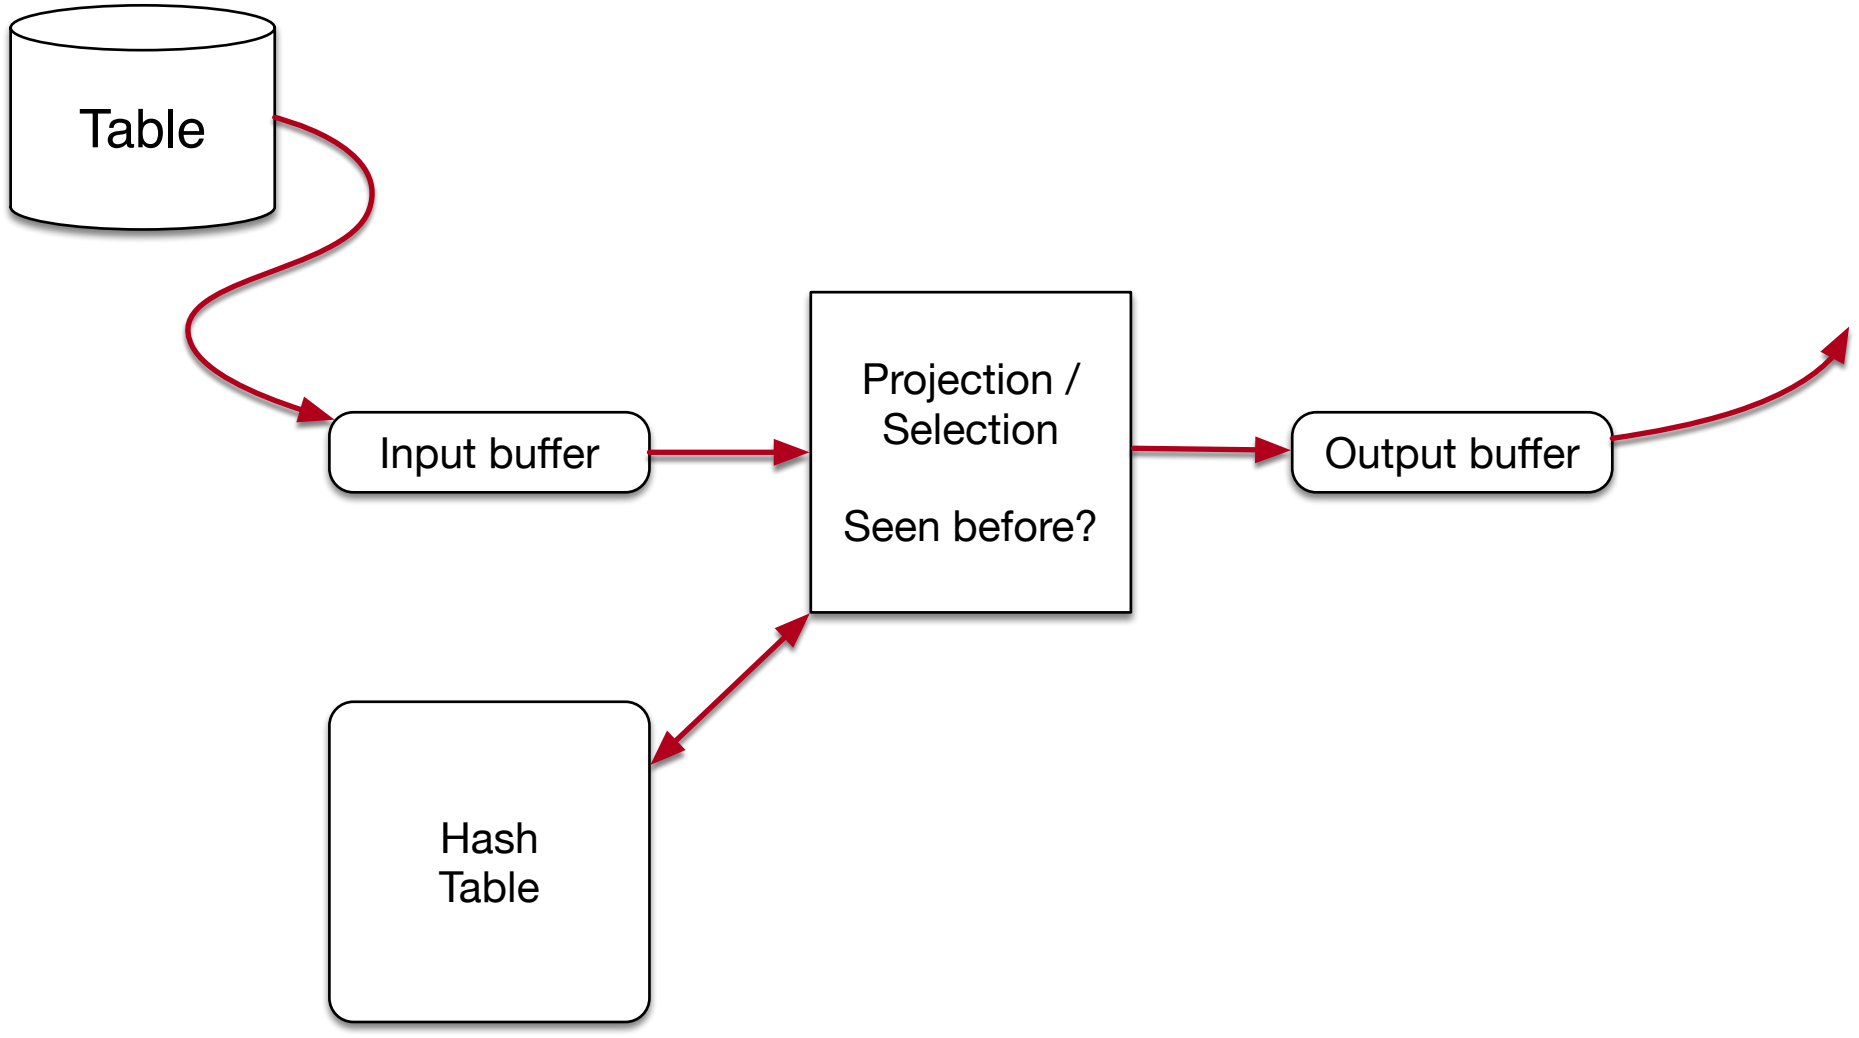 Table
Input buffer
Projection /
Selection
Seen before?
Output buffer
Hash
Table